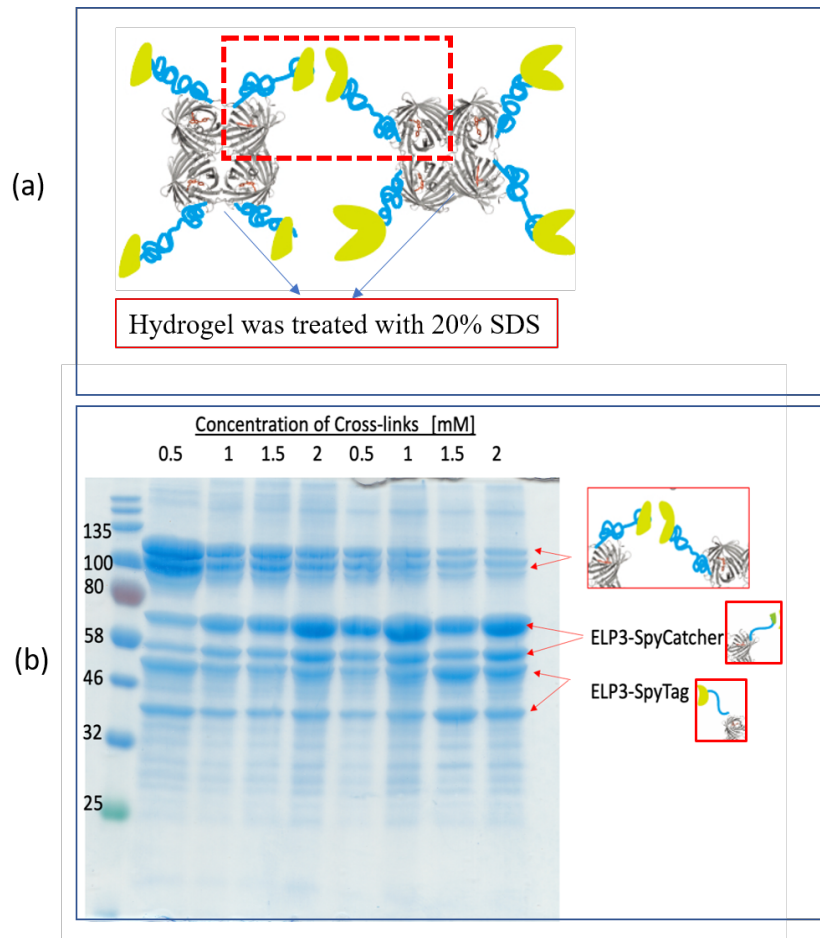 (a)
Hydrogel was treated with 20% SDS
Concentration of Cross-links [mM]
0.5 1 1.5 2 0.5 1 1.5 2
135
100
80
58
46
32
25
(b)
ELP3-SpyCatcher
ELP3-SpyTag